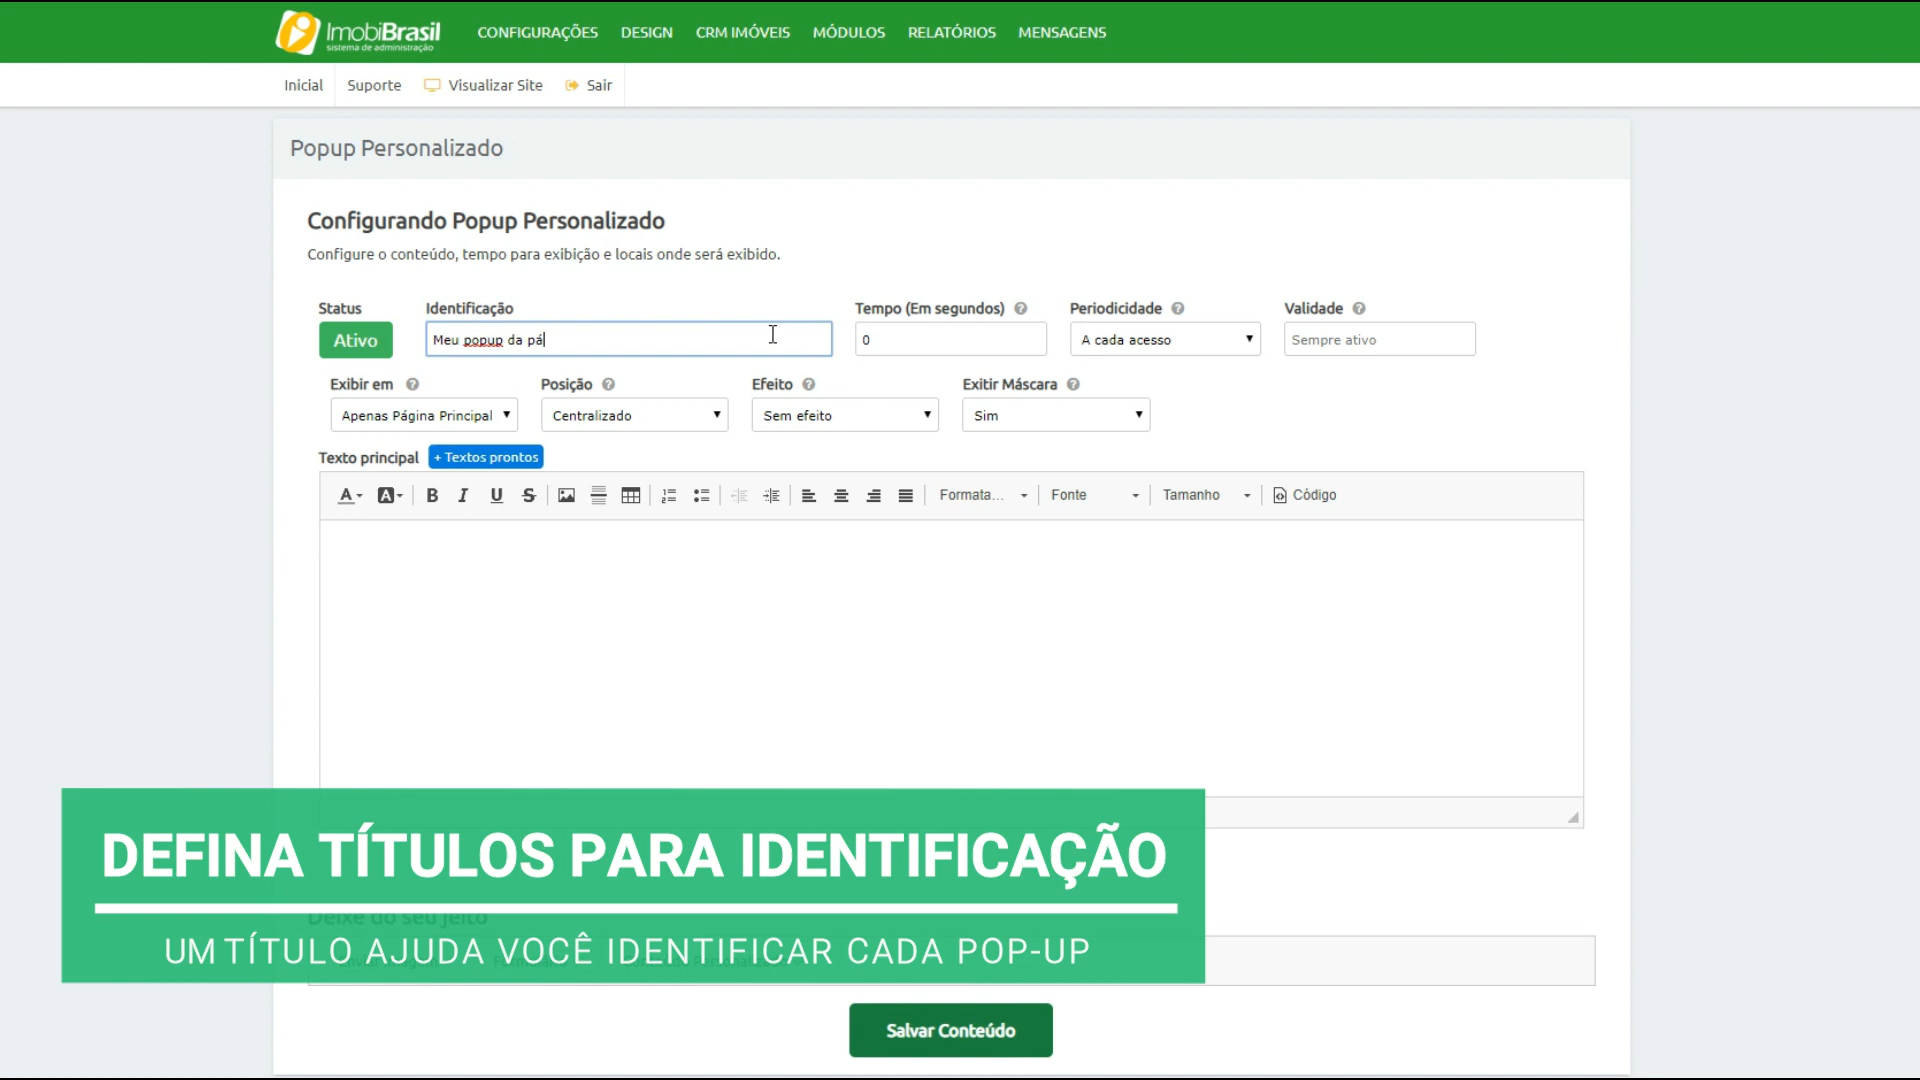 ImobiBrasil
sistema de administração
CONFIGURAÇÕES DESIGN CRM IMÓVEIS MÓDULOS RELATÓRIOS MENSAGENS
Inicial Suporte Visualizar Site Sair
Popup Personalizado
Configurando Popup Personalizado
Configure o conteúdo, tempo para exibição e locais onde será exibido.
Status Identificação Tempo (Em segundos) Periodicidade Validade
Ativo Meu popup da pá 0 A cada acesso Sempre ativo
Exibir em Posição Efeito Exitir Máscara
Apenas Página Principal Centralizado Sem efeito Sim
Texto principal + Textos prontos
Formata... Fonte Tamanho Código
DEFINA TÍTULOS PARA IDENTIFICAÇÃO
Deixe do seu jeito
UM TÍTULO AJUDA VOCÊ IDENTIFICAR CADA POP-UP
Salvar Conteúdo